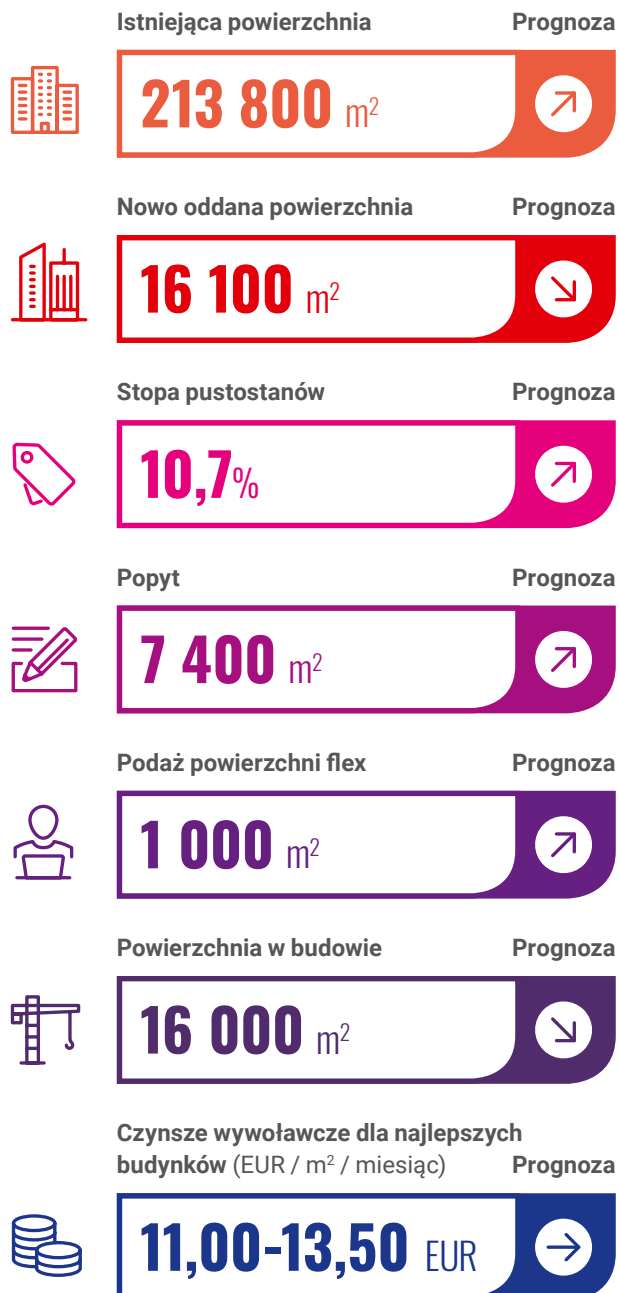 Istniejąca powierzchnia Prognoza
213 800 m²
Nowo oddana powierzchnia Prognoza
16 100 m²
Stopa pustostanów Prognoza
10,7%
Popyt Prognoza
7 400 m²
Podaż powierzchni flex Prognoza
1 000 m²
Powierzchnia w budowie Prognoza
16 000 m²
Czynsze wywoławcze dla najlepszych
budynków (EUR / m² / miesiąc) Prognoza
11,00-13,50 EUR